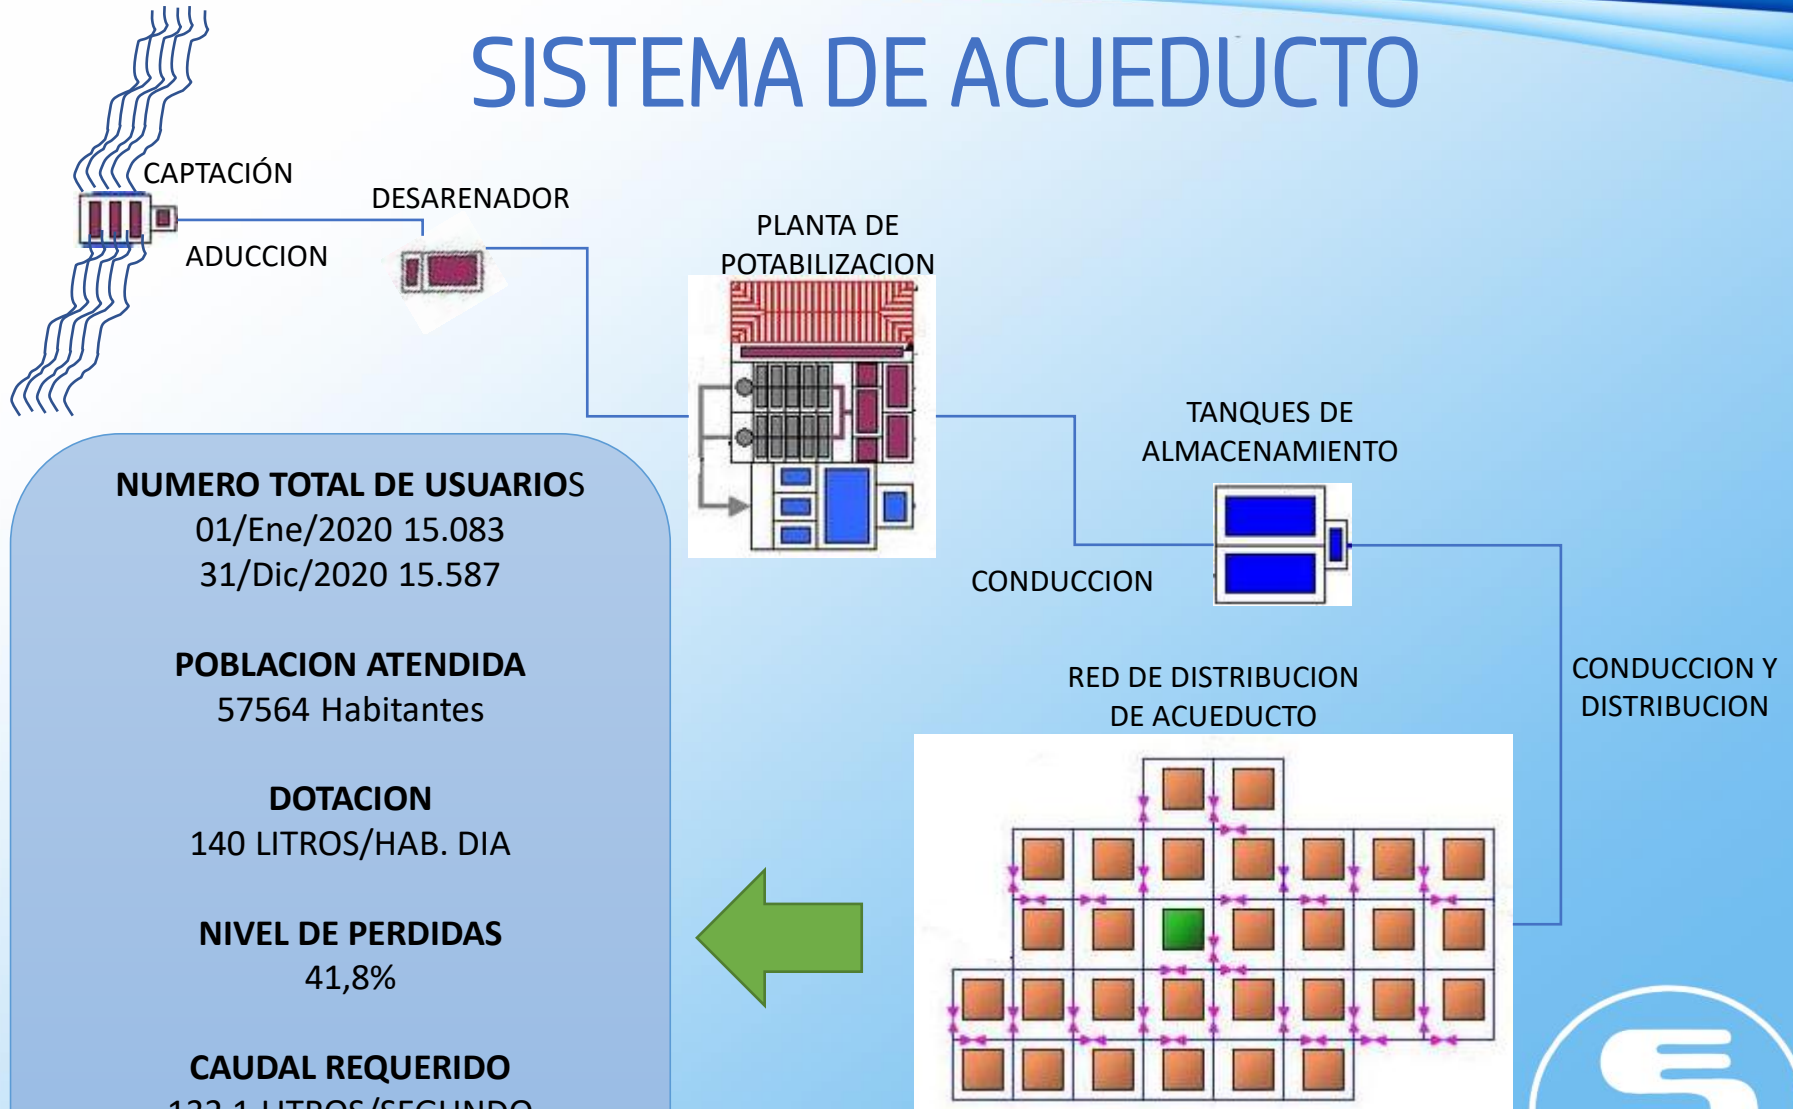 SISTEMA DE ACUEDUCTO
CAPTACIÓN
ADUCCION
DESARENADOR
PLANTA DE
POTABILIZACION
TANQUES DE
ALMACENAMIENTO
CONDUCCION
CONDUCCION Y
DISTRIBUCION
RED DE DISTRIBUCION
DE ACUEDUCTO
NUMERO TOTAL DE USUARIOS
01/Ene/2020 15.083
31/Dic/2020 15.587
POBLACION ATENDIDA
57564 Habitantes
DOTACION
140 LITROS/HAB. DIA
NIVEL DE PERDIDAS
41,8%
CAUDAL REQUERIDO
LITROS/SEGUNDO